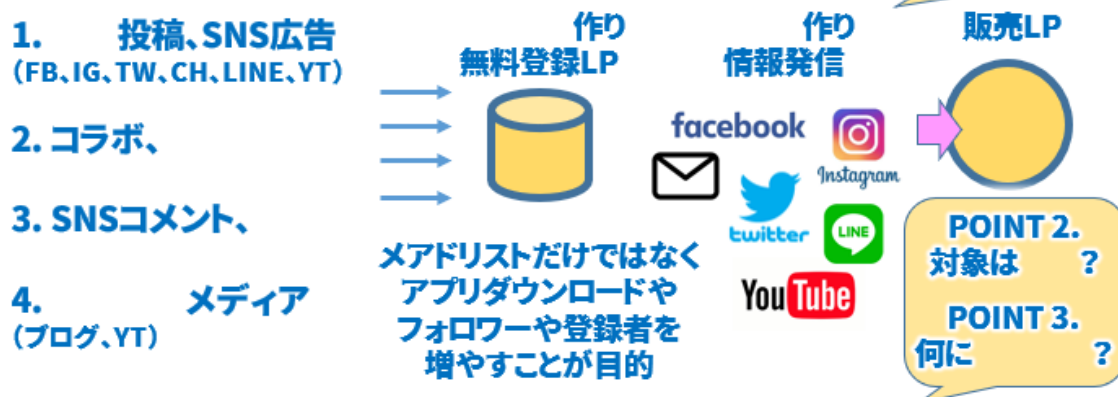 1. 投稿、SNS広告
(FB、IG、TW、CH、LINE、YT)
2. コラボ、
3. SNSコメント、
4. メディア
(ブログ、YT)
作り
無料登録LP
メアドリストだけではなく
アプリダウンロードや
フォロワーや登録者を
増やすことが目的
作り
情報発信
facebook
Instagram
twitter
LINE
YouTube
販売LP
POINT 2.
対象は ?
POINT 3.
何に ?